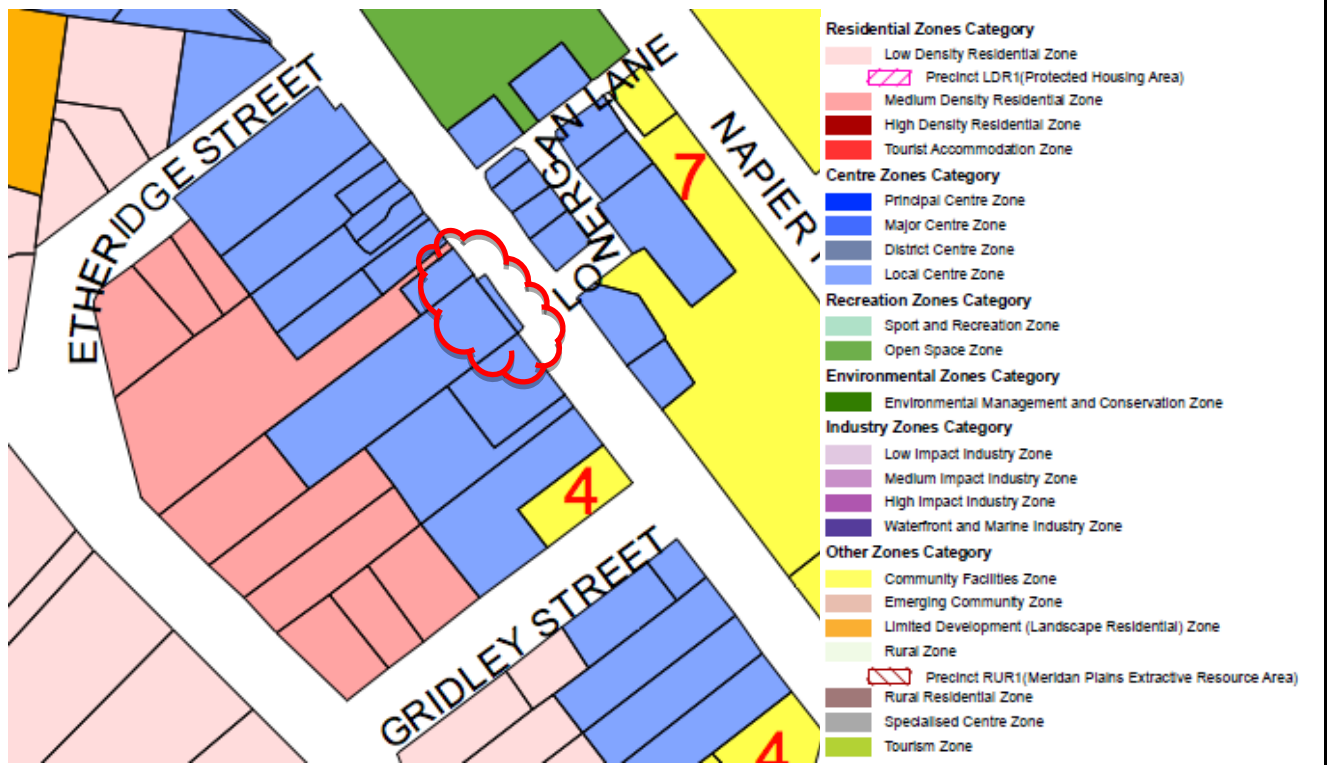 ETHERIDGE STREET
LONERGAN LANE
NAPIER
7
4
GRIDLEY STREET
4
Residential Zones Category
Low Density Residential Zone
Precinct LDR1(Protected Housing Area)
Medium Density Residential Zone
High Density Residential Zone
Tourist Accommodation Zone
Centre Zones Category
Principal Centre Zone
Major Centre Zone
District Centre Zone
Local Centre Zone
Recreation Zones Category
Sport and Recreation Zone
Open Space Zone
Environmental Zones Category
Environmental Management and Conservation Zone
Industry Zones Category
Low Impact Industry Zone
Medium Impact Industry Zone
High Impact Industry Zone
Waterfront and Marine Industry Zone
Other Zones Category
Community Facilities Zone
Emerging Community Zone
Limited Development (Landscape Residential) Zone
Rural Zone
Precinct RUR1(Meridan Plains Extractive Resource Area)
Rural Residential Zone
Specialised Centre Zone
Tourism Zone